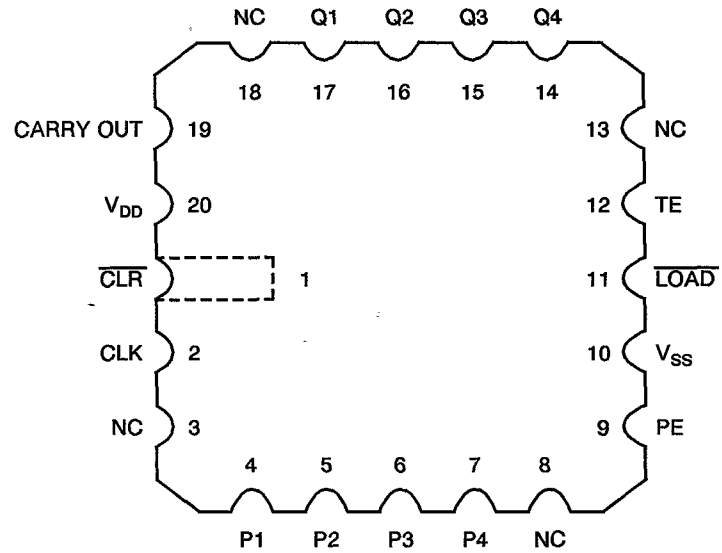 NC Q1 Q2 Q3 Q4
18 17 16 15 14
CARRY OUT 19 13 NC
V_DD 20 12 TE
C̅L̅R̅ 1 11 L̅O̅A̅D̅
CLK 2 10 V_SS
NC 3 9 PE
4 5 6 7 8
P1 P2 P3 P4 NC